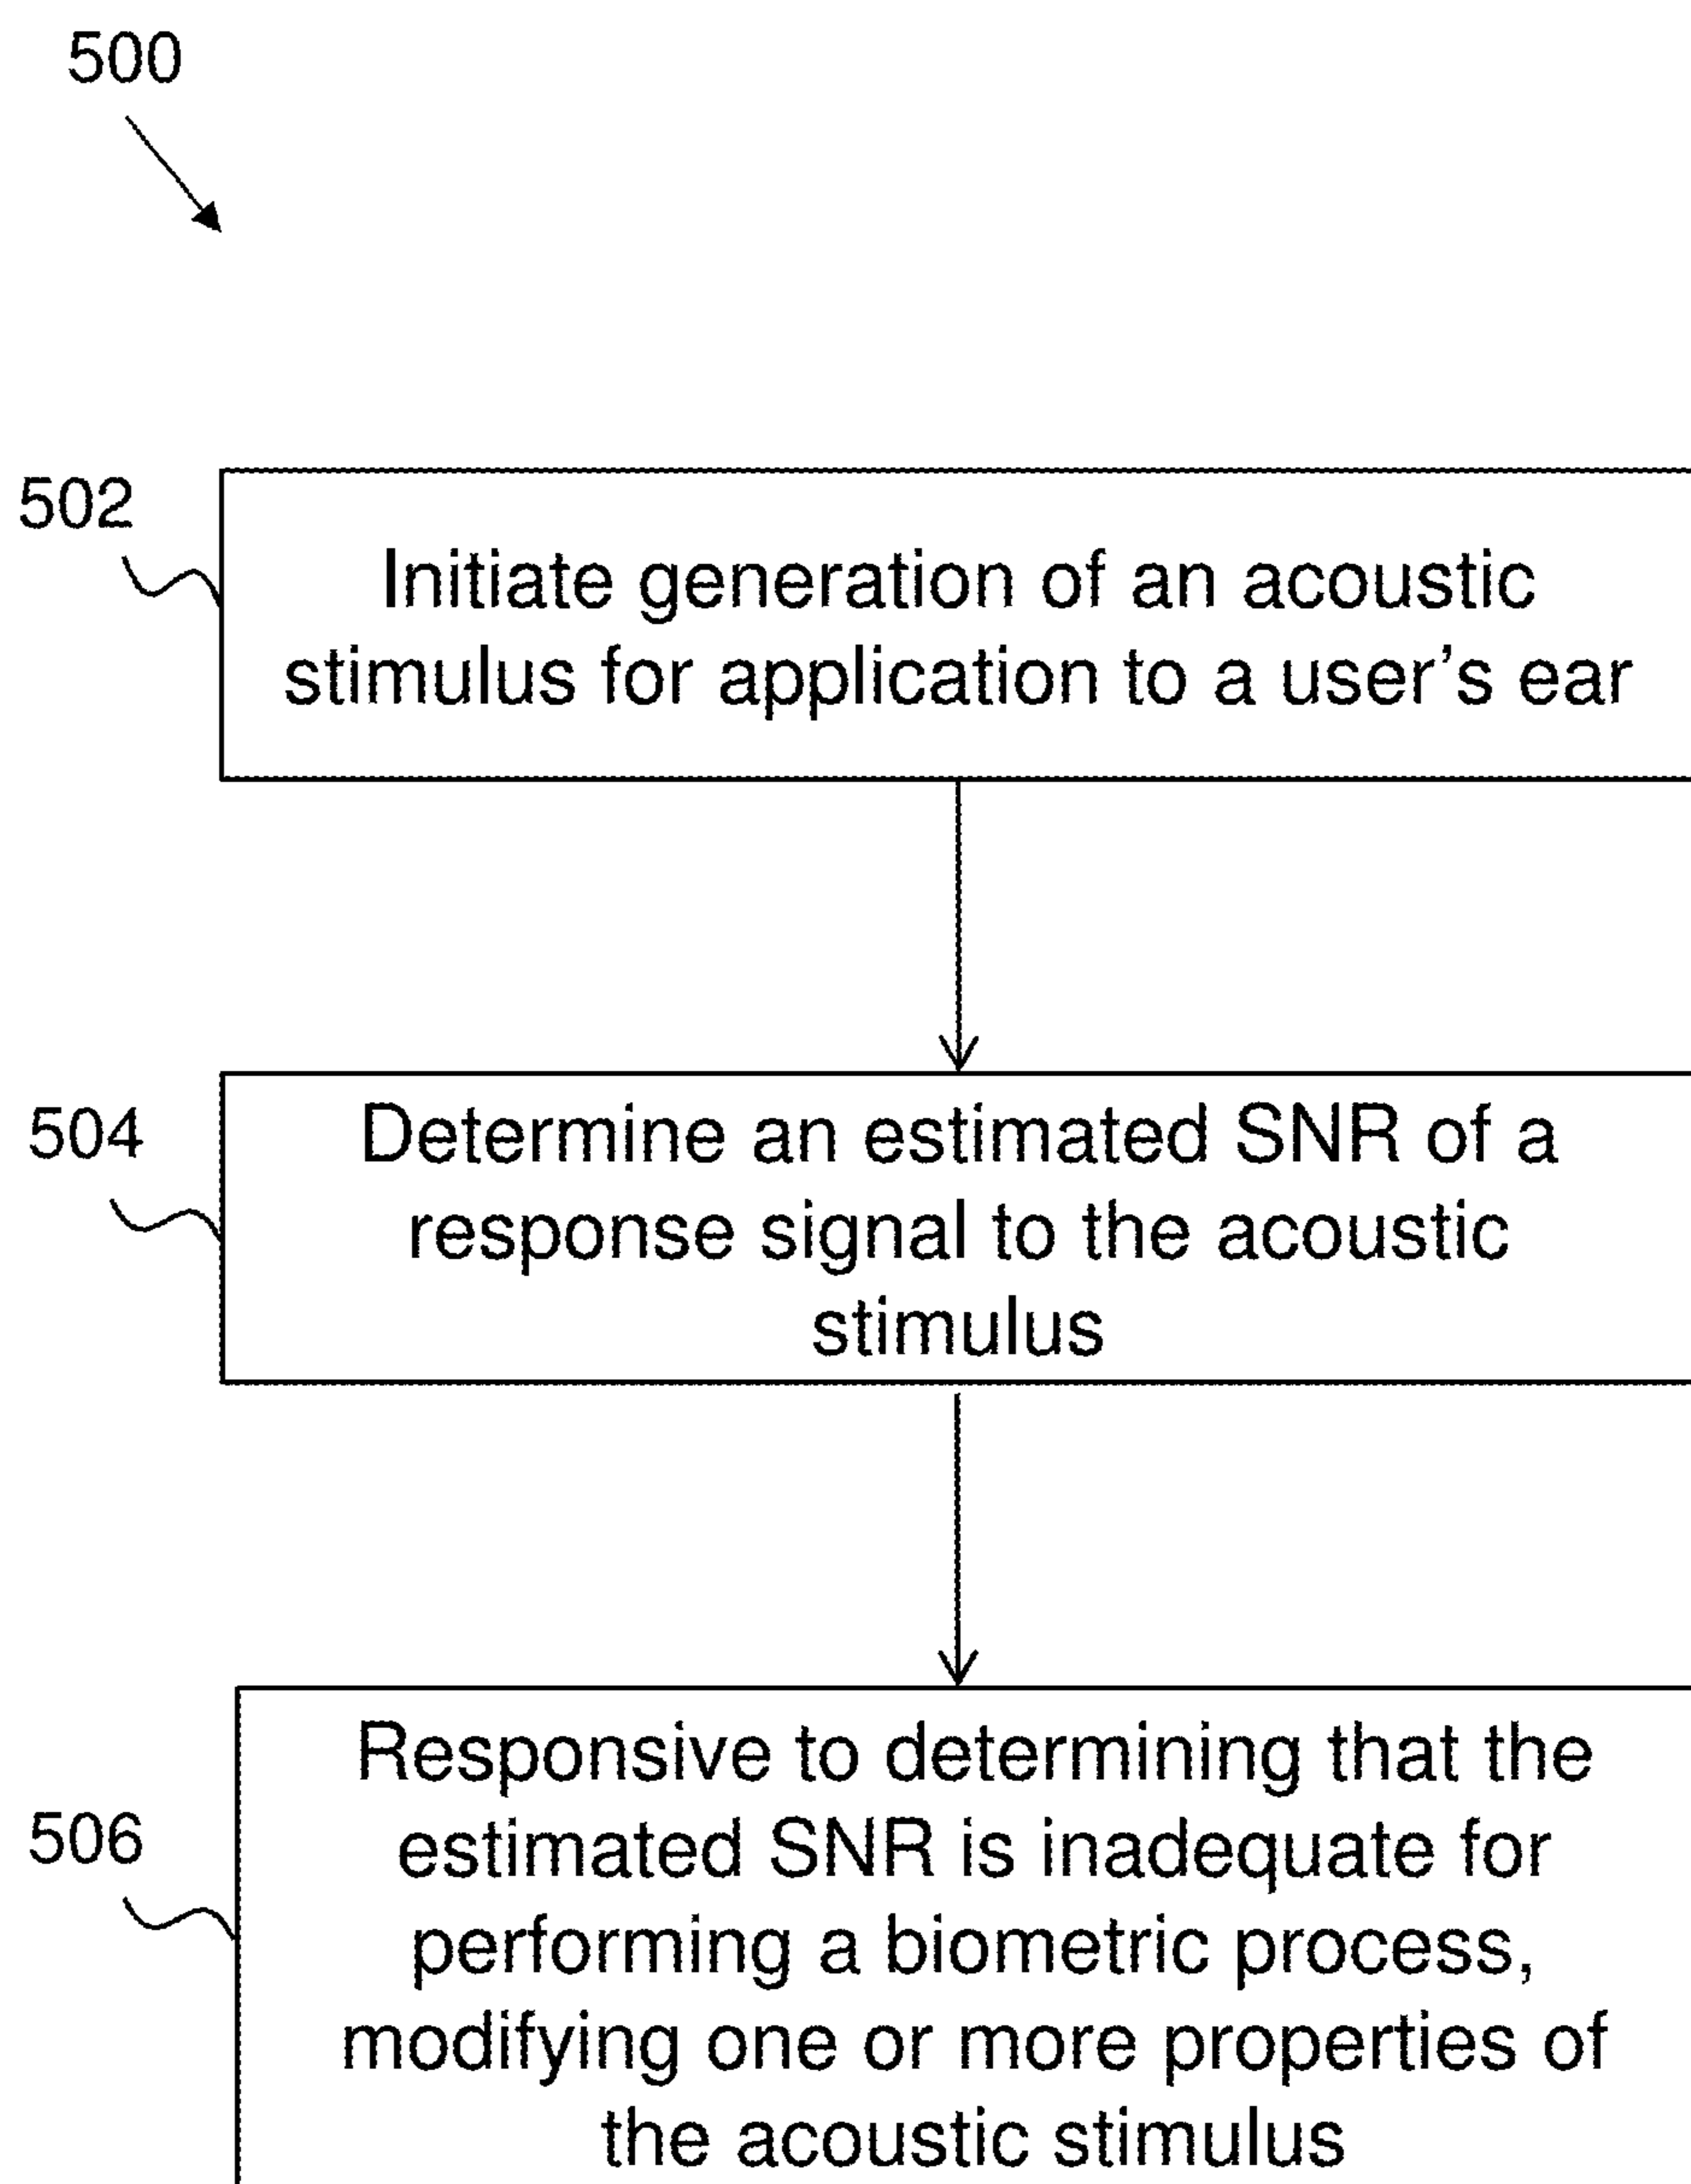 500
502
Initiate generation of an acoustic
stimulus for application to a user's ear
504
Determine an estimated SNR of a
response signal to the acoustic
stimulus
506
Responsive to determining that the
estimated SNR is inadequate for
performing a biometric process,
modifying one or more properties of
the acoustic stimulus